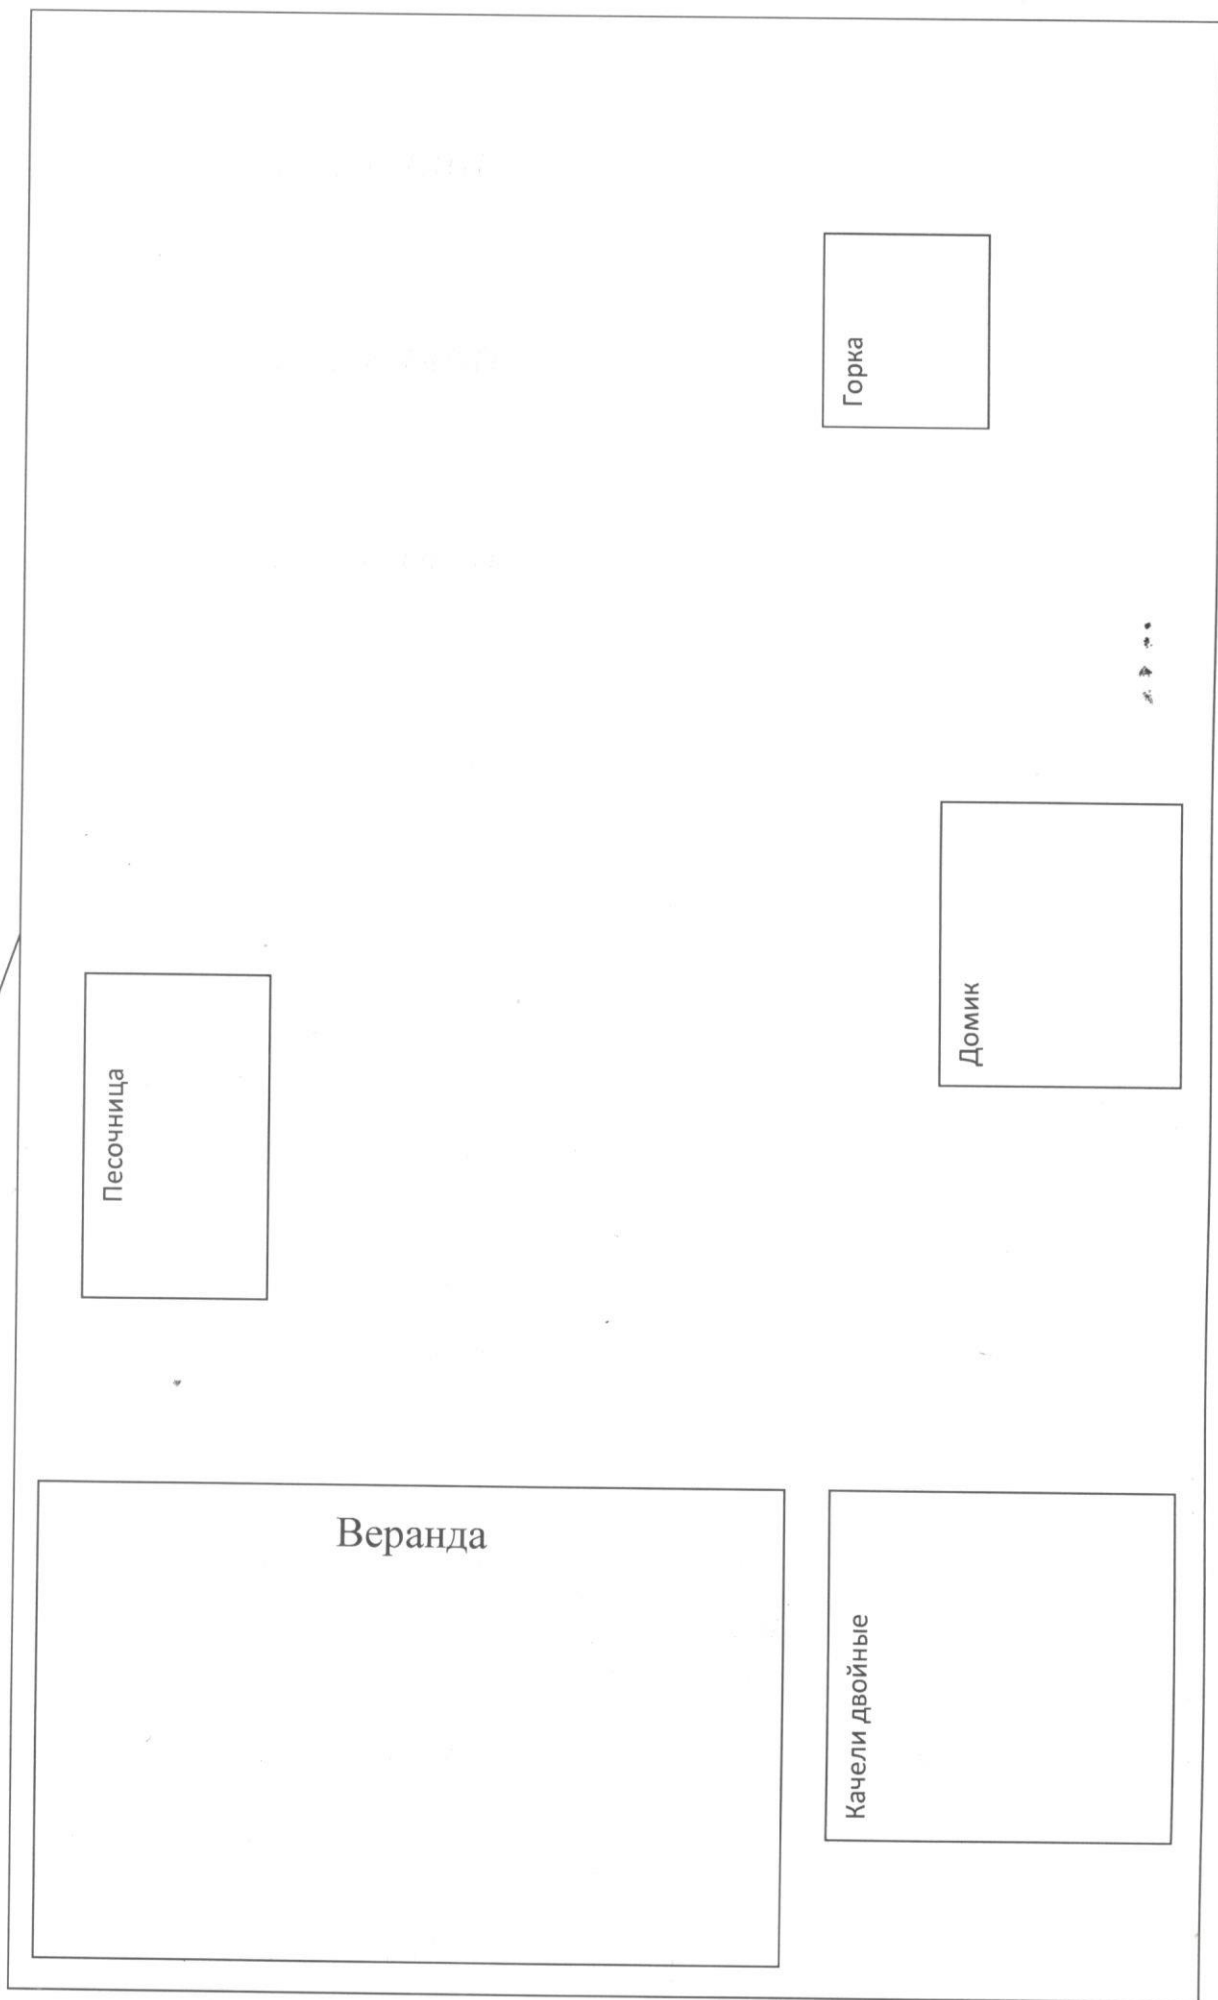 Горка
Домик
Песочница
Веранда
Качели двойные